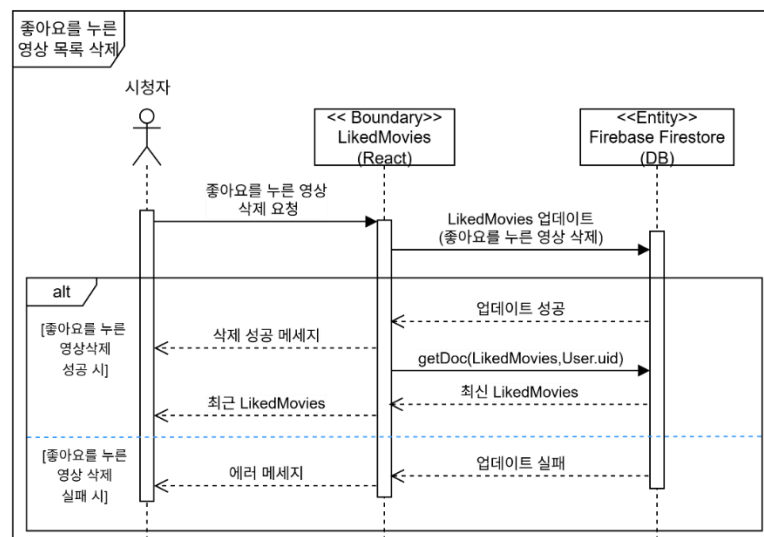 좋아요를 누른
영상 목록 삭제
시청자
<< Boundary>>
LikedMovies
(React)
<<Entity>>
Firebase Firestore
(DB)
좋아요를 누른 영상
삭제 요청
LikedMovies 업데이트
(좋아요를 누른 영상 삭제)
alt
[좋아요를 누른
영상삭제
성공 시]
업데이트 성공
삭제 성공 메세지
getDoc(LikedMovies,User.uid)
최신 LikedMovies
최근 LikedMovies
[좋아요를 누른
영상 삭제
실패 시]
업데이트 실패
에러 메세지